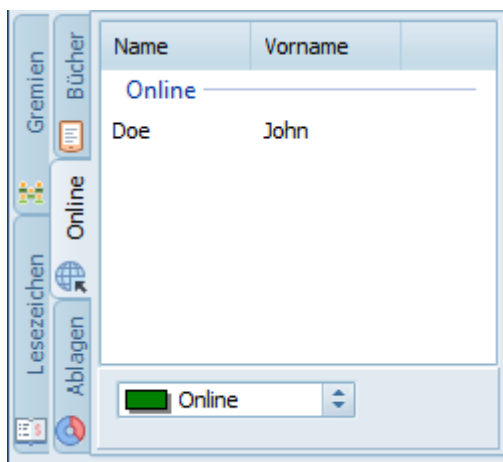 Gremien
Lesezeichen
Bücher
Online
Ablagen
Name Vorname
Online
Doe John
Online